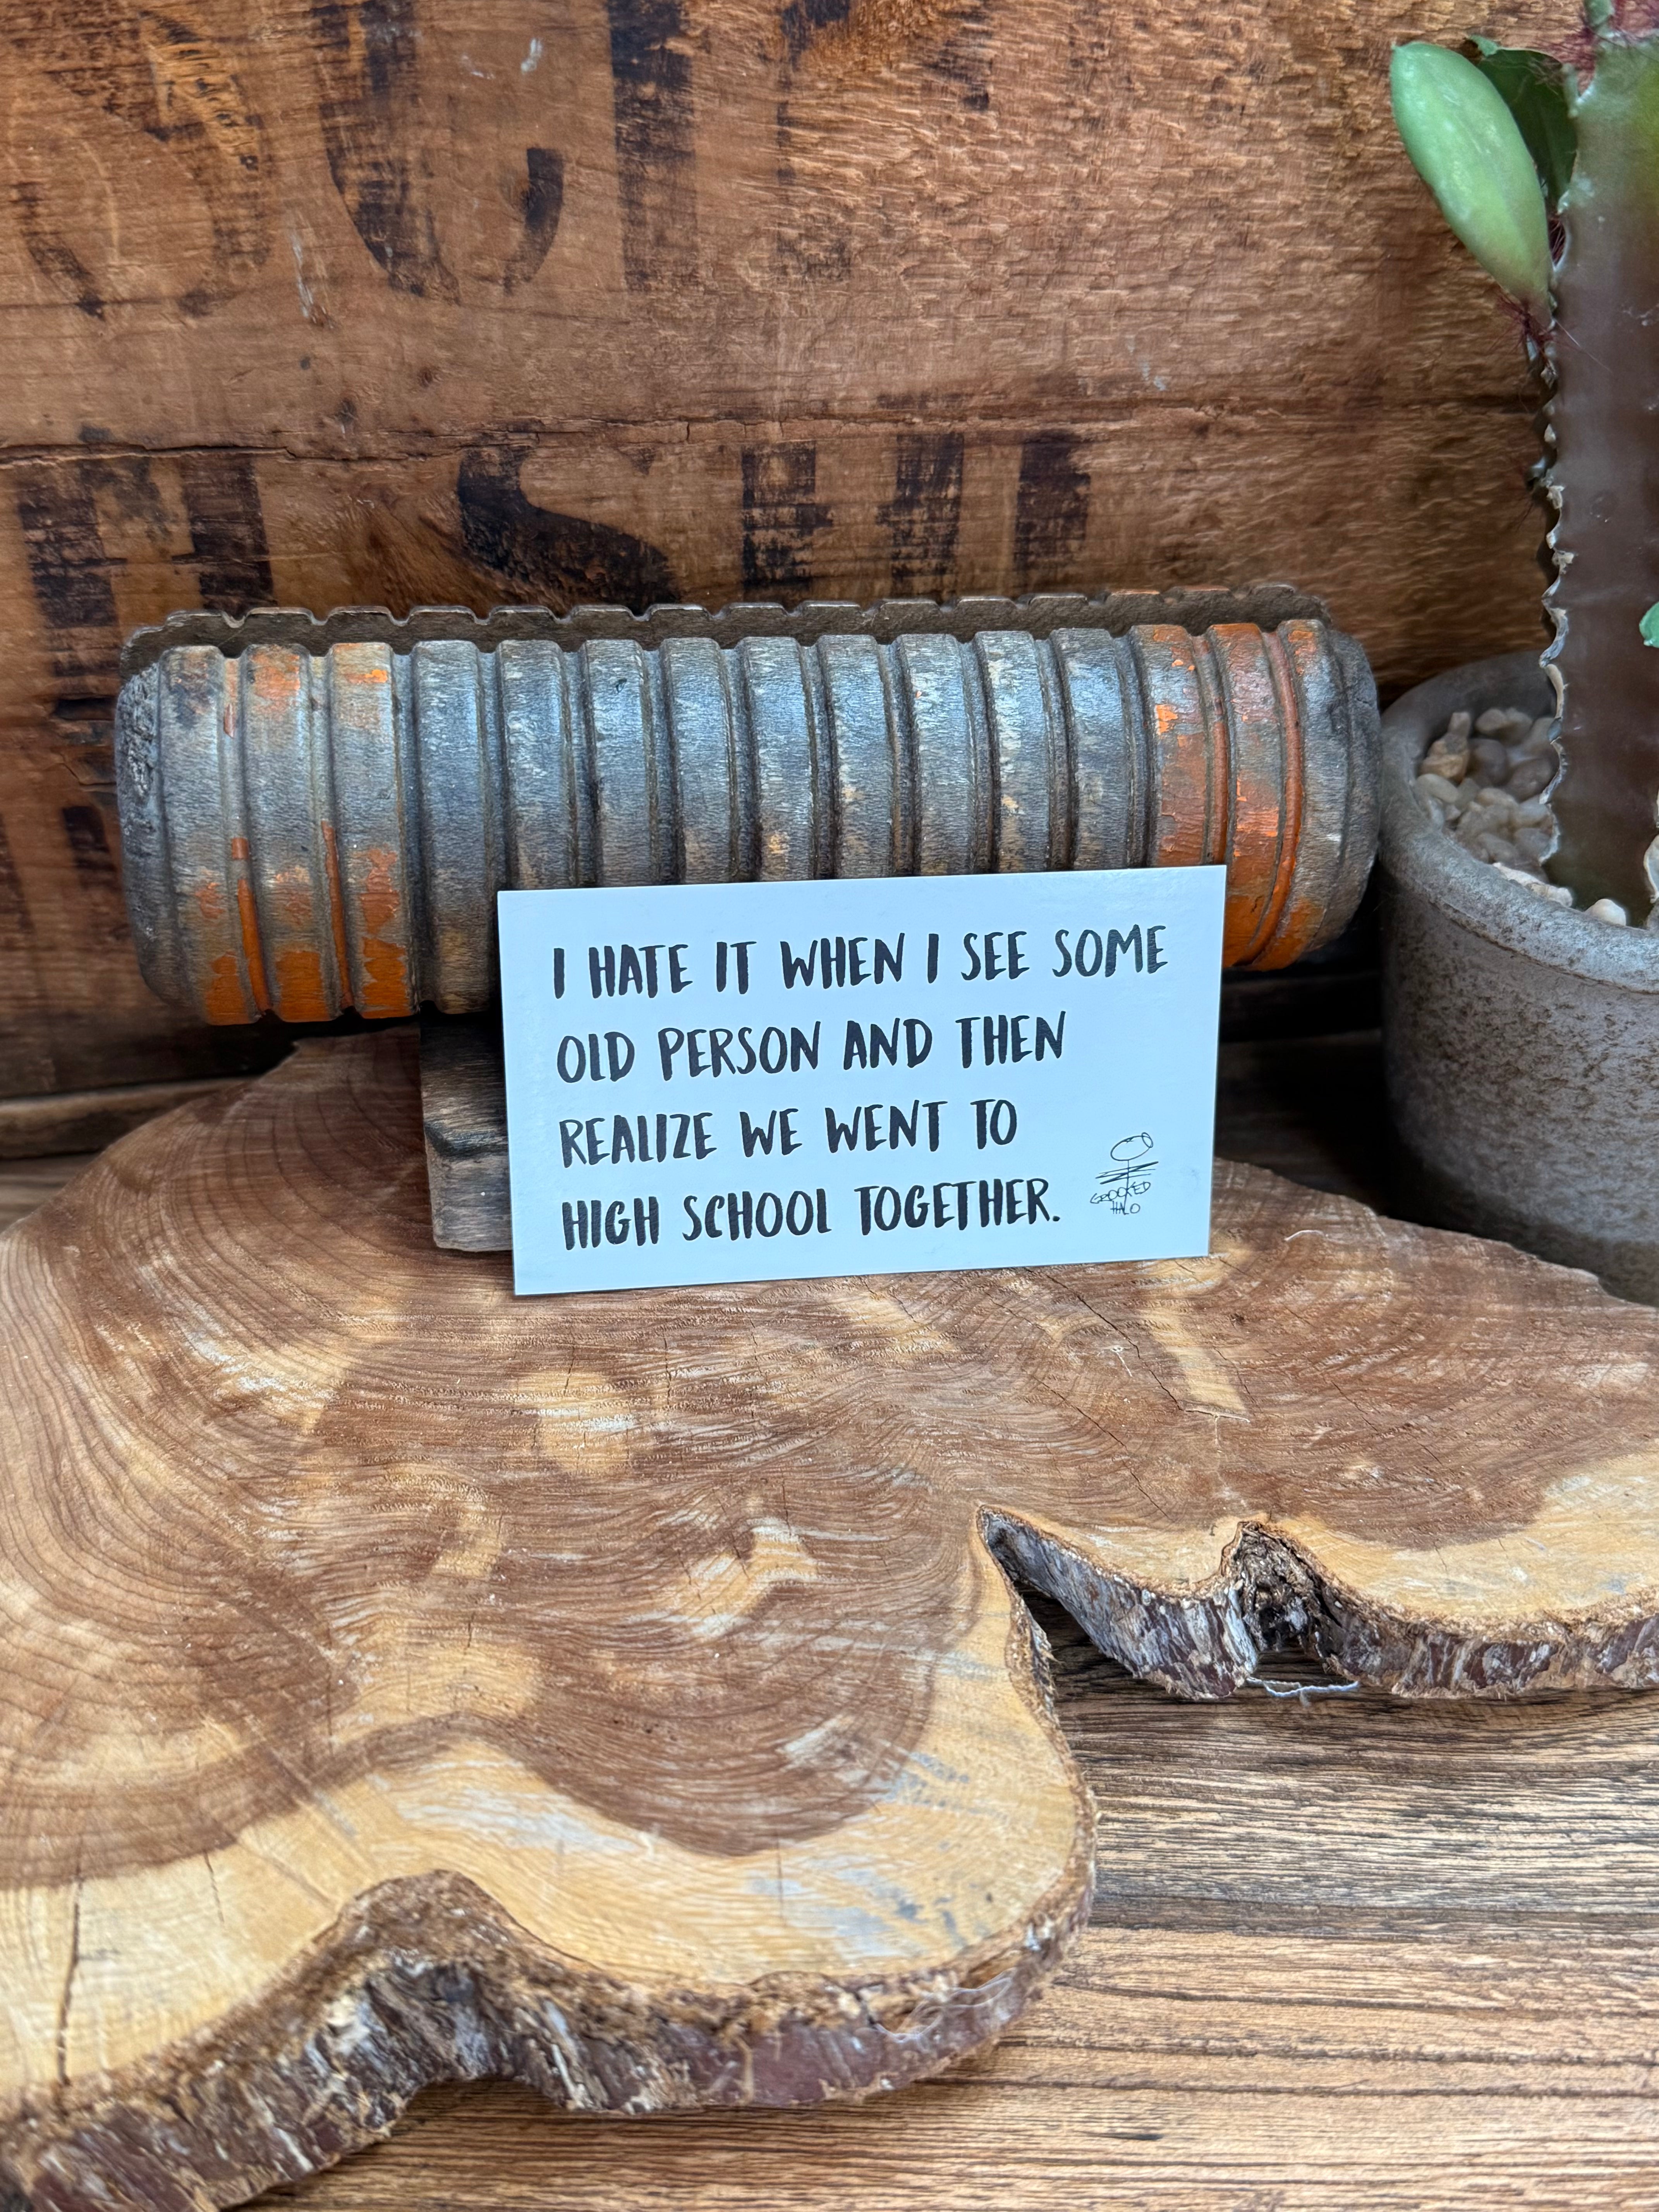 I HATE IT WHEN I SEE SOME
OLD PERSON AND THEN
REALIZE WE WENT TO
HIGH SCHOOL TOGETHER.
CROOKED
HALO